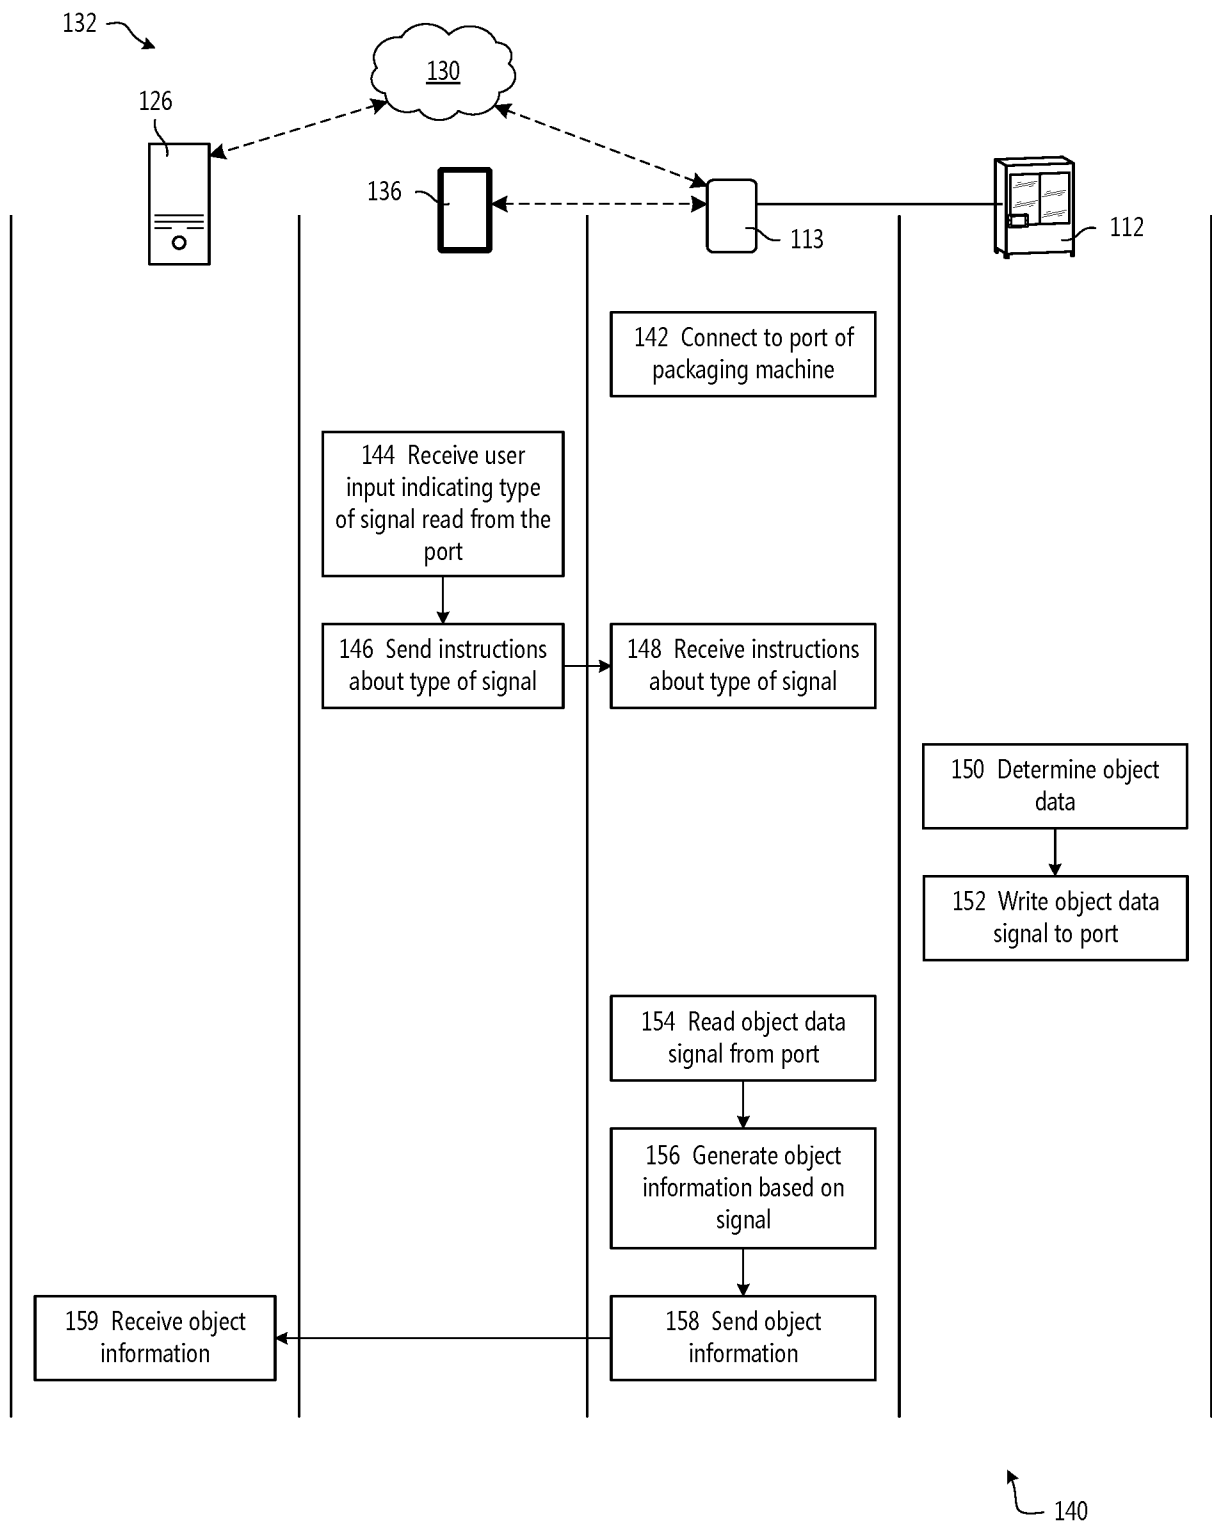 132
130
126
136
113
112
142 Connect to port of
packaging machine
144 Receive user
input indicating type
of signal read from the
port
146 Send instructions
about type of signal
148 Receive instructions
about type of signal
150 Determine object
data
152 Write object data
signal to port
154 Read object data
signal from port
156 Generate object
information based on
signal
159 Receive object
information
158 Send object
information
140